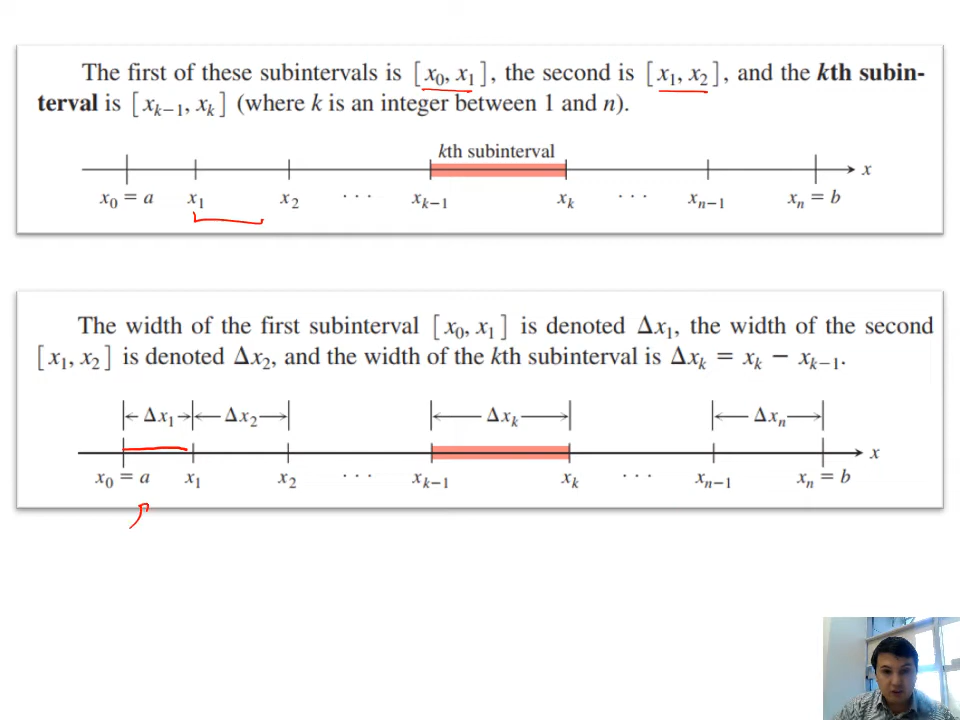 The first of these subintervals is [x₀, x₁], the second is [x₁, x₂], and the kth subin-
terval is [xₖ₋₁, xₖ] (where k is an integer between 1 and n).
kth subinterval
x
x₀ = a x₁ x₂ · · · xₖ₋₁ xₖ · · · xₙ₋₁ xₙ = b
The width of the first subinterval [x₀, x₁] is denoted Δx₁, the width of the second
[x₁, x₂] is denoted Δx₂, and the width of the kth subinterval is Δxₖ = xₖ − xₖ₋₁.
Δx₁ Δx₂ Δxₖ Δxₙ
x
x₀ = a x₁ x₂ · · · xₖ₋₁ xₖ · · · xₙ₋₁ xₙ = b